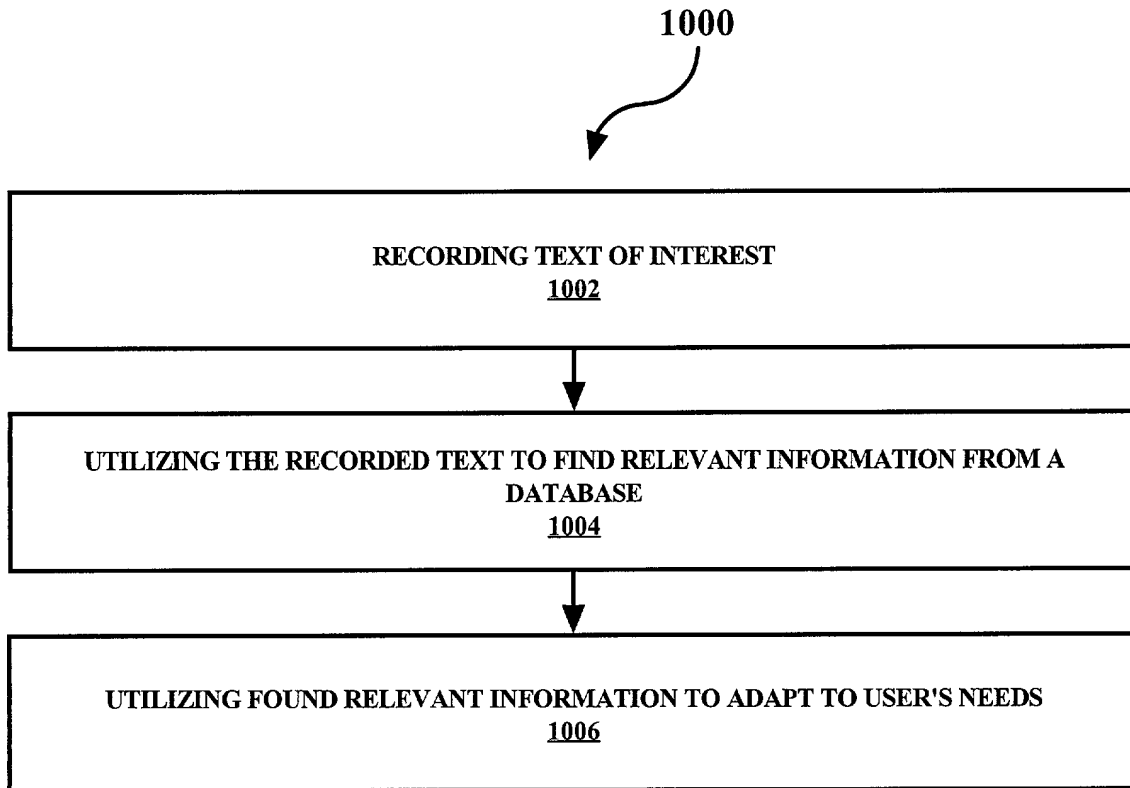 1000
RECORDING TEXT OF INTEREST
1002
UTILIZING THE RECORDED TEXT TO FIND RELEVANT INFORMATION FROM A
DATABASE
1004
UTILIZING FOUND RELEVANT INFORMATION TO ADAPT TO USER'S NEEDS
1006